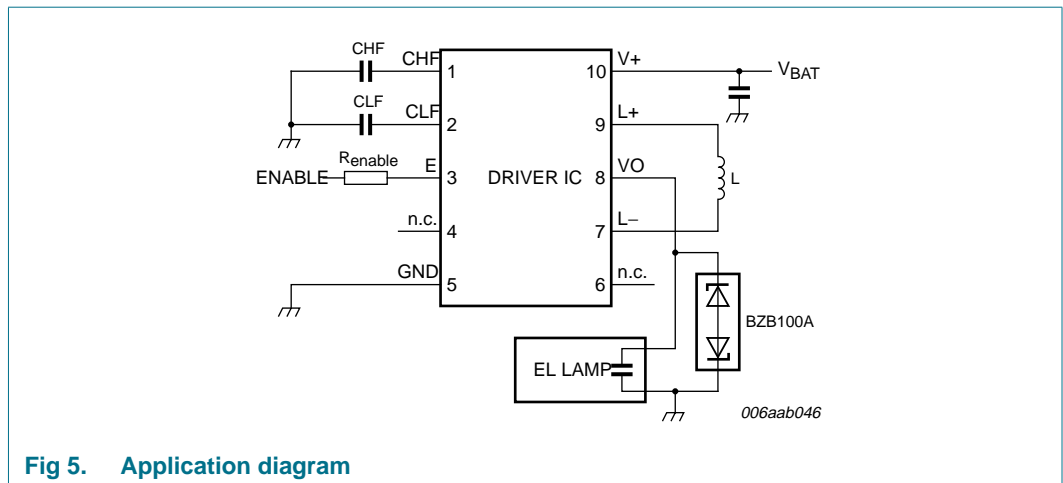 CHF
CHF
1
CLF
CLF
2
Renable
ENABLE
E
3
n.c.
4
GND
5
DRIVER IC
V+
10
VBAT
L+
9
VO
8
L
L−
7
n.c.
6
BZB100A
EL LAMP
006aab046
Fig 5. Application diagram